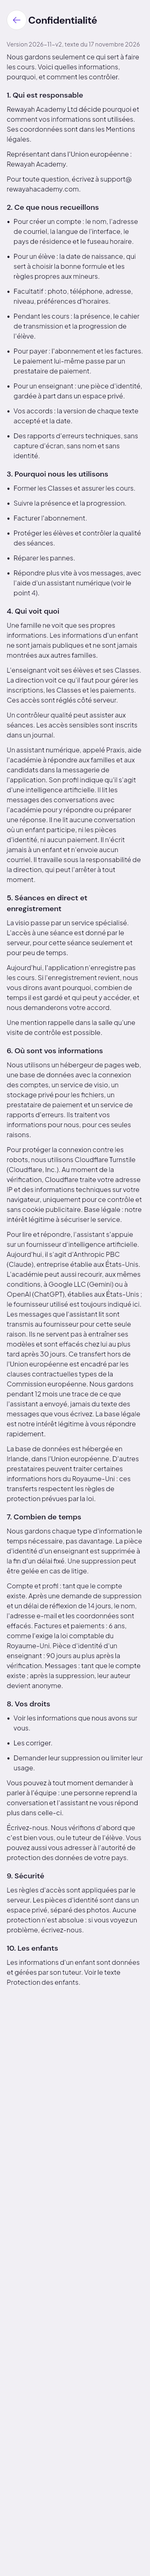 Confidentialité
Version 2026-11-v2, texte du 17 novembre 2026
Nous gardons seulement ce qui sert à faire
les cours. Voici quelles informations,
pourquoi, et comment les contrôler.
1. Qui est responsable
Rewayah Academy Ltd décide pourquoi et
comment vos informations sont utilisées.
Ses coordonnées sont dans les Mentions
légales.
Représentant dans l'Union européenne :
Rewayah Academy.
Pour toute question, écrivez à support@
rewayahacademy.com.
2. Ce que nous recueillons
• Pour créer un compte : le nom, l'adresse
de courriel, la langue de l'interface, le
pays de résidence et le fuseau horaire.
• Pour un élève : la date de naissance, qui
sert à choisir la bonne formule et les
règles propres aux mineurs.
• Facultatif : photo, téléphone, adresse,
niveau, préférences d'horaires.
• Pendant les cours : la présence, le cahier
de transmission et la progression de
l'élève.
• Pour payer : l'abonnement et les factures.
Le paiement lui-même passe par un
prestataire de paiement.
• Pour un enseignant : une pièce d'identité,
gardée à part dans un espace privé.
• Vos accords : la version de chaque texte
accepté et la date.
• Des rapports d'erreurs techniques, sans
capture d'écran, sans nom et sans
identité.
3. Pourquoi nous les utilisons
• Former les Classes et assurer les cours.
• Suivre la présence et la progression.
• Facturer l'abonnement.
• Protéger les élèves et contrôler la qualité
des séances.
• Réparer les pannes.
• Répondre plus vite à vos messages, avec
l'aide d'un assistant numérique (voir le
point 4).
4. Qui voit quoi
Une famille ne voit que ses propres
informations. Les informations d'un enfant
ne sont jamais publiques et ne sont jamais
montrées aux autres familles.
L'enseignant voit ses élèves et ses Classes.
La direction voit ce qu'il faut pour gérer les
inscriptions, les Classes et les paiements.
Ces accès sont réglés côté serveur.
Un contrôleur qualité peut assister aux
séances. Les accès sensibles sont inscrits
dans un journal.
Un assistant numérique, appelé Praxis, aide
l'académie à répondre aux familles et aux
candidats dans la messagerie de
l'application. Son profil indique qu'il s'agit
d'une intelligence artificielle. Il lit les
messages des conversations avec
l'académie pour y répondre ou préparer
une réponse. Il ne lit aucune conversation
où un enfant participe, ni les pièces
d'identité, ni aucun paiement. Il n'écrit
jamais à un enfant et n'envoie aucun
courriel. Il travaille sous la responsabilité de
la direction, qui peut l'arrêter à tout
moment.
5. Séances en direct et
enregistrement
La visio passe par un service spécialisé.
L'accès à une séance est donné par le
serveur, pour cette séance seulement et
pour peu de temps.
Aujourd'hui, l'application n'enregistre pas
les cours. Si l'enregistrement revient, nous
vous dirons avant pourquoi, combien de
temps il est gardé et qui peut y accéder, et
nous demanderons votre accord.
Une mention rappelle dans la salle qu'une
visite de contrôle est possible.
6. Où sont vos informations
Nous utilisons un hébergeur de pages web,
une base de données avec la connexion
des comptes, un service de visio, un
stockage privé pour les fichiers, un
prestataire de paiement et un service de
rapports d'erreurs. Ils traitent vos
informations pour nous, pour ces seules
raisons.
Pour protéger la connexion contre les
robots, nous utilisons Cloudflare Turnstile
(Cloudflare, Inc.). Au moment de la
vérification, Cloudflare traite votre adresse
IP et des informations techniques sur votre
navigateur, uniquement pour ce contrôle et
sans cookie publicitaire. Base légale : notre
intérêt légitime à sécuriser le service.
Pour lire et répondre, l'assistant s'appuie
sur un fournisseur d'intelligence artificielle.
Aujourd'hui, il s'agit d'Anthropic PBC
(Claude), entreprise établie aux États-Unis.
L'académie peut aussi recourir, aux mêmes
conditions, à Google LLC (Gemini) ou à
OpenAI (ChatGPT), établies aux États-Unis ;
le fournisseur utilisé est toujours indiqué ici.
Les messages que l'assistant lit sont
transmis au fournisseur pour cette seule
raison. Ils ne servent pas à entraîner ses
modèles et sont effacés chez lui au plus
tard après 30 jours. Ce transfert hors de
l'Union européenne est encadré par les
clauses contractuelles types de la
Commission européenne. Nous gardons
pendant 12 mois une trace de ce que
l'assistant a envoyé, jamais du texte des
messages que vous écrivez. La base légale
est notre intérêt légitime à vous répondre
rapidement.
La base de données est hébergée en
Irlande, dans l'Union européenne. D'autres
prestataires peuvent traiter certaines
informations hors du Royaume-Uni : ces
transferts respectent les règles de
protection prévues par la loi.
7. Combien de temps
Nous gardons chaque type d'information le
temps nécessaire, pas davantage. La pièce
d'identité d'un enseignant est supprimée à
la fin d'un délai fixé. Une suppression peut
être gelée en cas de litige.
Compte et profil : tant que le compte
existe. Après une demande de suppression
et un délai de réflexion de 14 jours, le nom,
l'adresse e-mail et les coordonnées sont
effacés. Factures et paiements : 6 ans,
comme l'exige la loi comptable du
Royaume-Uni. Pièce d'identité d'un
enseignant : 90 jours au plus après la
vérification. Messages : tant que le compte
existe ; après la suppression, leur auteur
devient anonyme.
8. Vos droits
• Voir les informations que nous avons sur
vous.
• Les corriger.
• Demander leur suppression ou limiter leur
usage.
Vous pouvez à tout moment demander à
parler à l'équipe : une personne reprend la
conversation et l'assistant ne vous répond
plus dans celle-ci.
Écrivez-nous. Nous vérifions d'abord que
c'est bien vous, ou le tuteur de l'élève. Vous
pouvez aussi vous adresser à l'autorité de
protection des données de votre pays.
9. Sécurité
Les règles d'accès sont appliquées par le
serveur. Les pièces d'identité sont dans un
espace privé, séparé des photos. Aucune
protection n'est absolue : si vous voyez un
problème, écrivez-nous.
10. Les enfants
Les informations d'un enfant sont données
et gérées par son tuteur. Voir le texte
Protection des enfants.